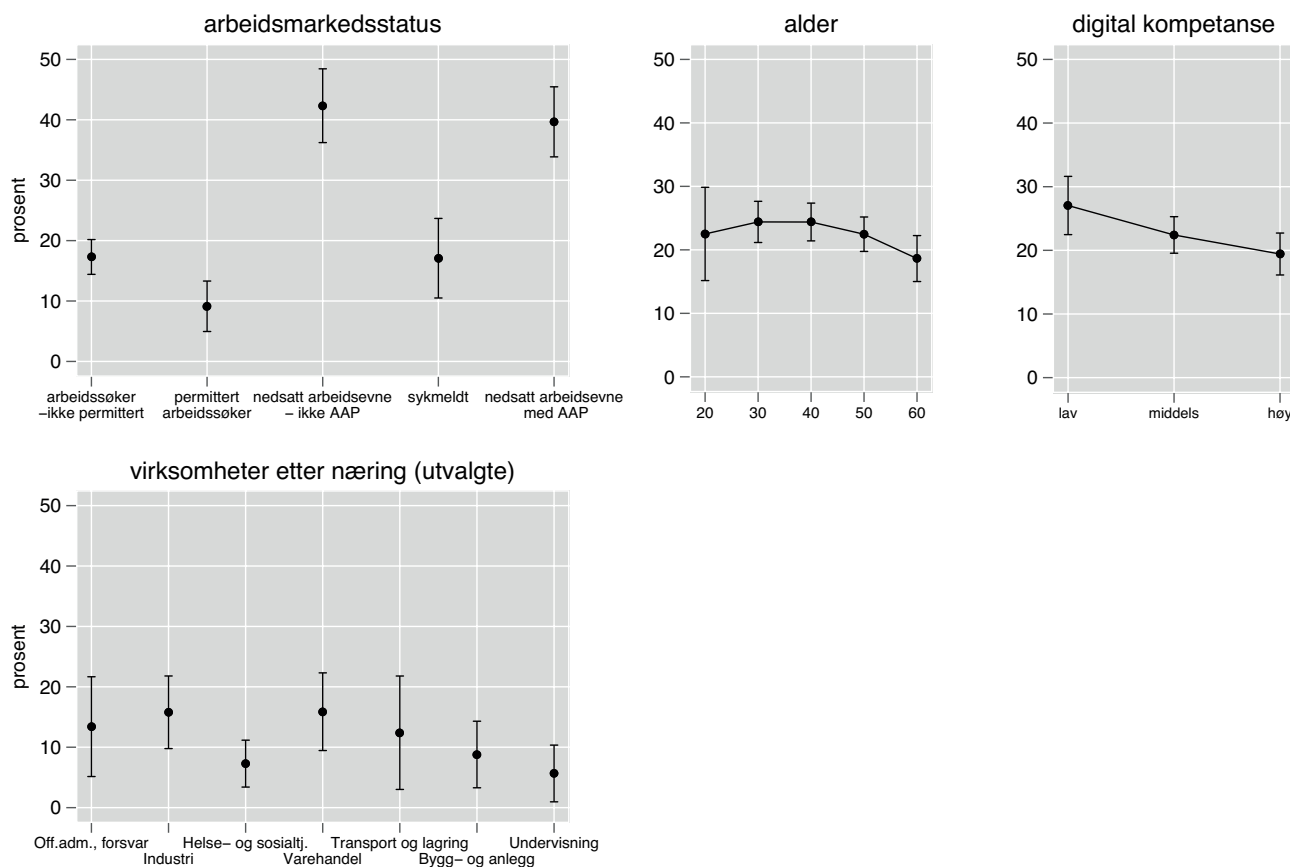 arbeidsmarkedsstatus
prosent
50
40
30
20
10
0
arbeidssøker
–ikke permittert
permittert
arbeidssøker
nedsatt arbeidsevne
– ikke AAP
sykmeldt
nedsatt arbeidsevne
med AAP
alder
50
40
30
20
10
0
20 30 40 50 60
digital kompetanse
50
40
30
20
10
0
lav middels høy
virksomheter etter næring (utvalgte)
prosent
50
40
30
20
10
0
Off.adm., forsvar
Industri
Helse– og sosialtj.
Varehandel
Transport og lagring
Bygg– og anlegg
Undervisning